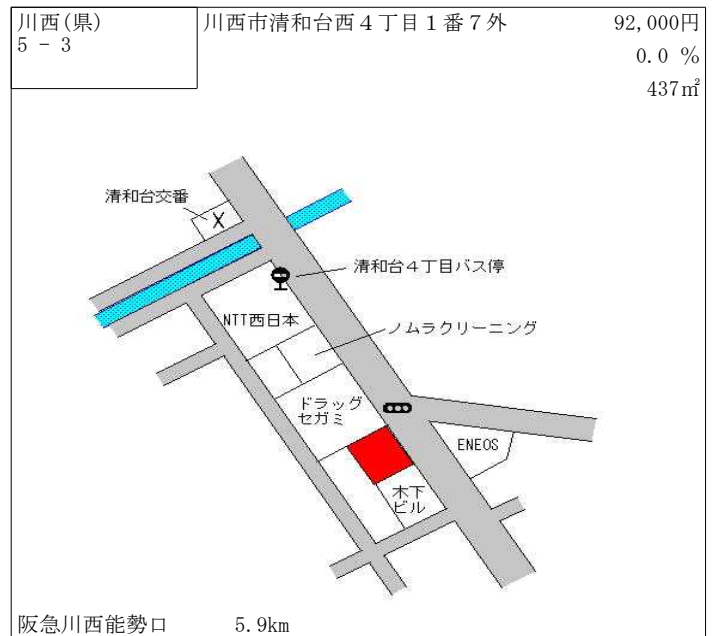 川西(県)
5 - 3
川西市清和台西4丁目1番7外
92,000円
0.0 %
437㎡
清和台交番
清和台4丁目バス停
NTT西日本
ノムラクリーニング
ドラッグ
セガミ
ENEOS
木下
ビル
阪急川西能勢口 5.9km